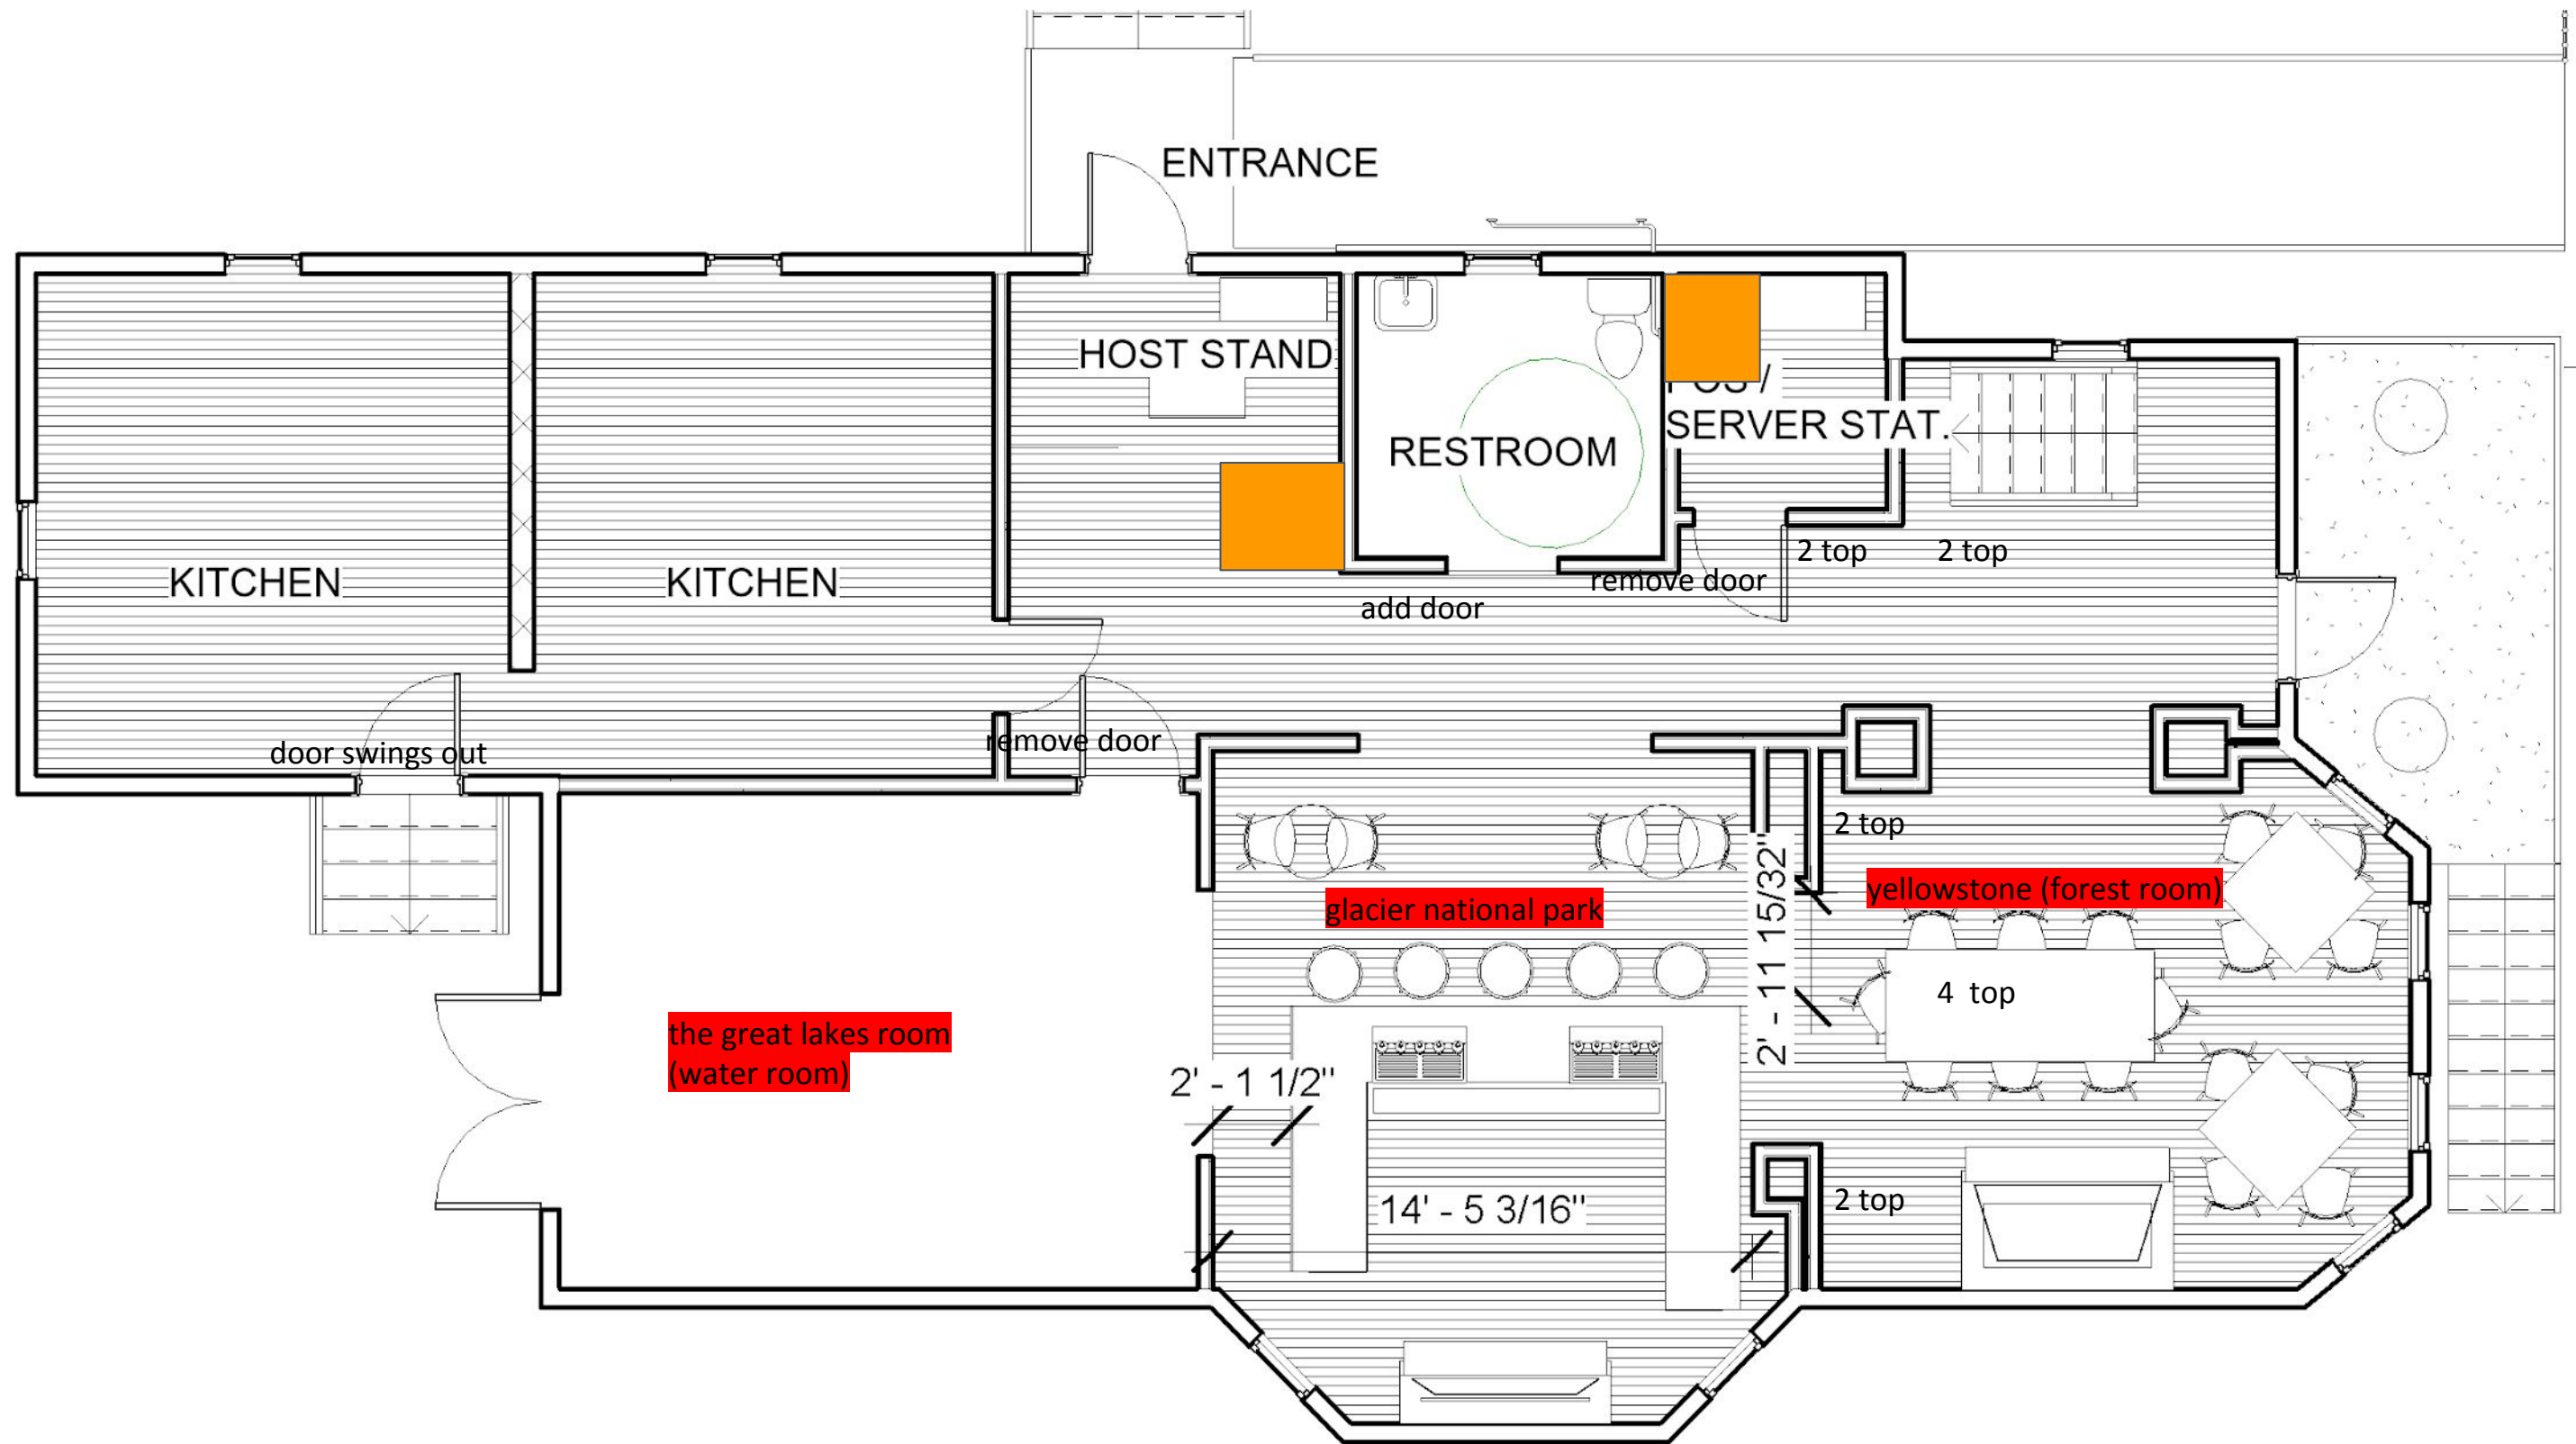 ENTRANCE
HOST STAND
RESTROOM
POS /
SERVER STAT.
KITCHEN
KITCHEN
2 top
2 top
remove door
add door
door swings out
remove door
2 top
yellowstone (forest room)
glacier national park
2' - 11 15/32"
4 top
the great lakes room
(water room)
2' - 1 1/2"
14' - 5 3/16"
2 top